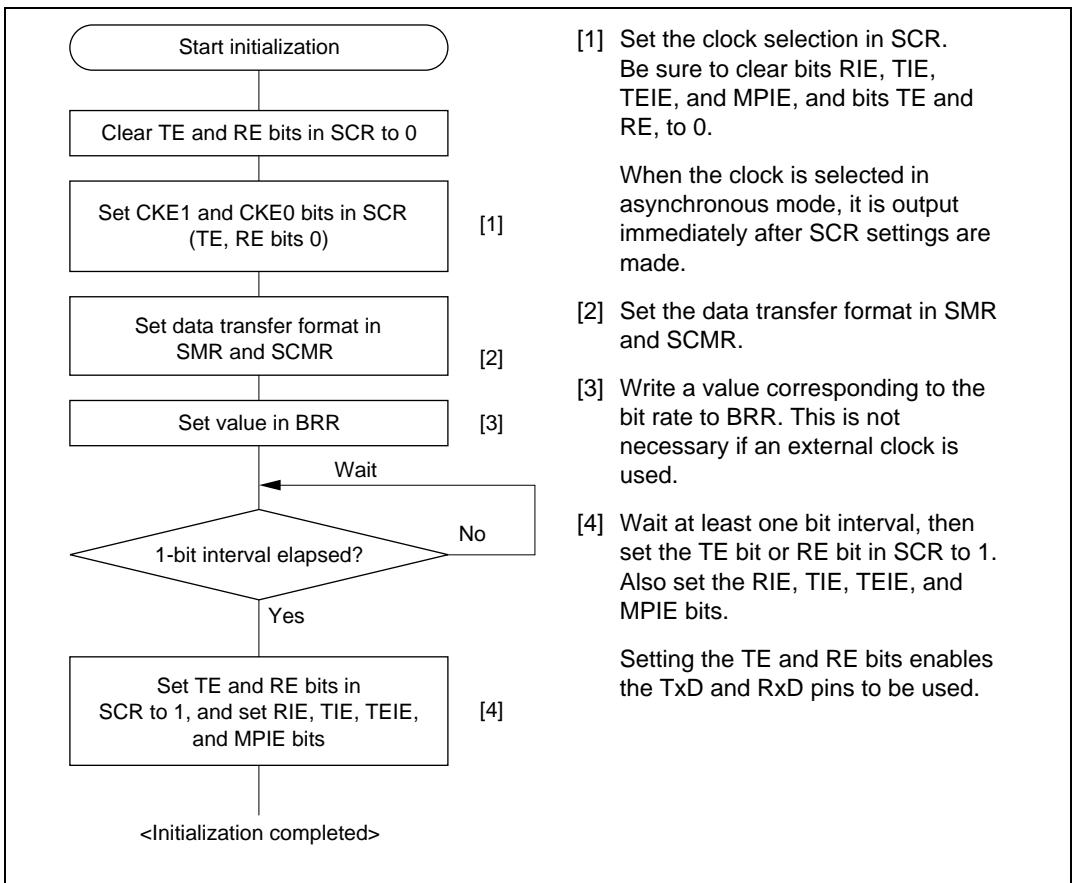 Start initialization
Clear TE and RE bits in SCR to 0
Set CKE1 and CKE0 bits in SCR
(TE, RE bits 0)
[1]
Set data transfer format in
SMR and SCMR
[2]
Set value in BRR
[3]
Wait
No
1-bit interval elapsed?
Yes
Set TE and RE bits in
SCR to 1, and set RIE, TIE, TEIE,
and MPIE bits
[4]
<Initialization completed>
[1] Set the clock selection in SCR.
Be sure to clear bits RIE, TIE,
TEIE, and MPIE, and bits TE and
RE, to 0.
When the clock is selected in
asynchronous mode, it is output
immediately after SCR settings are
made.
[2] Set the data transfer format in SMR
and SCMR.
[3] Write a value corresponding to the
bit rate to BRR. This is not
necessary if an external clock is
used.
[4] Wait at least one bit interval, then
set the TE bit or RE bit in SCR to 1.
Also set the RIE, TIE, TEIE, and
MPIE bits.
Setting the TE and RE bits enables
the TxD and RxD pins to be used.